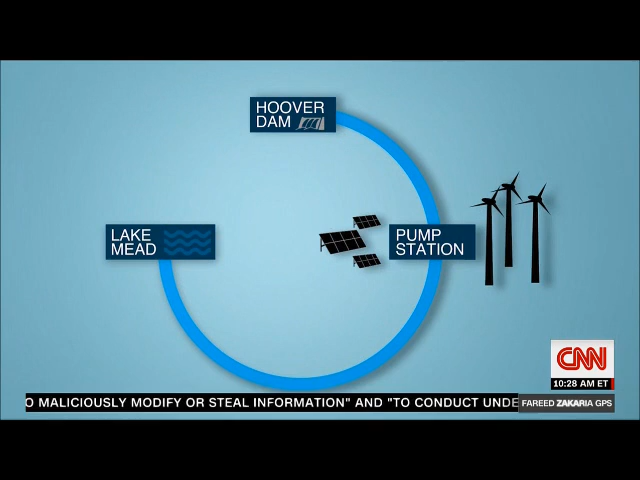 HOOVER
DAM
LAKE
MEAD
PUMP
STATION
CNN
10:28 AM ET
O MALICIOUSLY MODIFY OR STEAL INFORMATION" AND "TO CONDUCT UNDE
FAREED ZAKARIA GPS